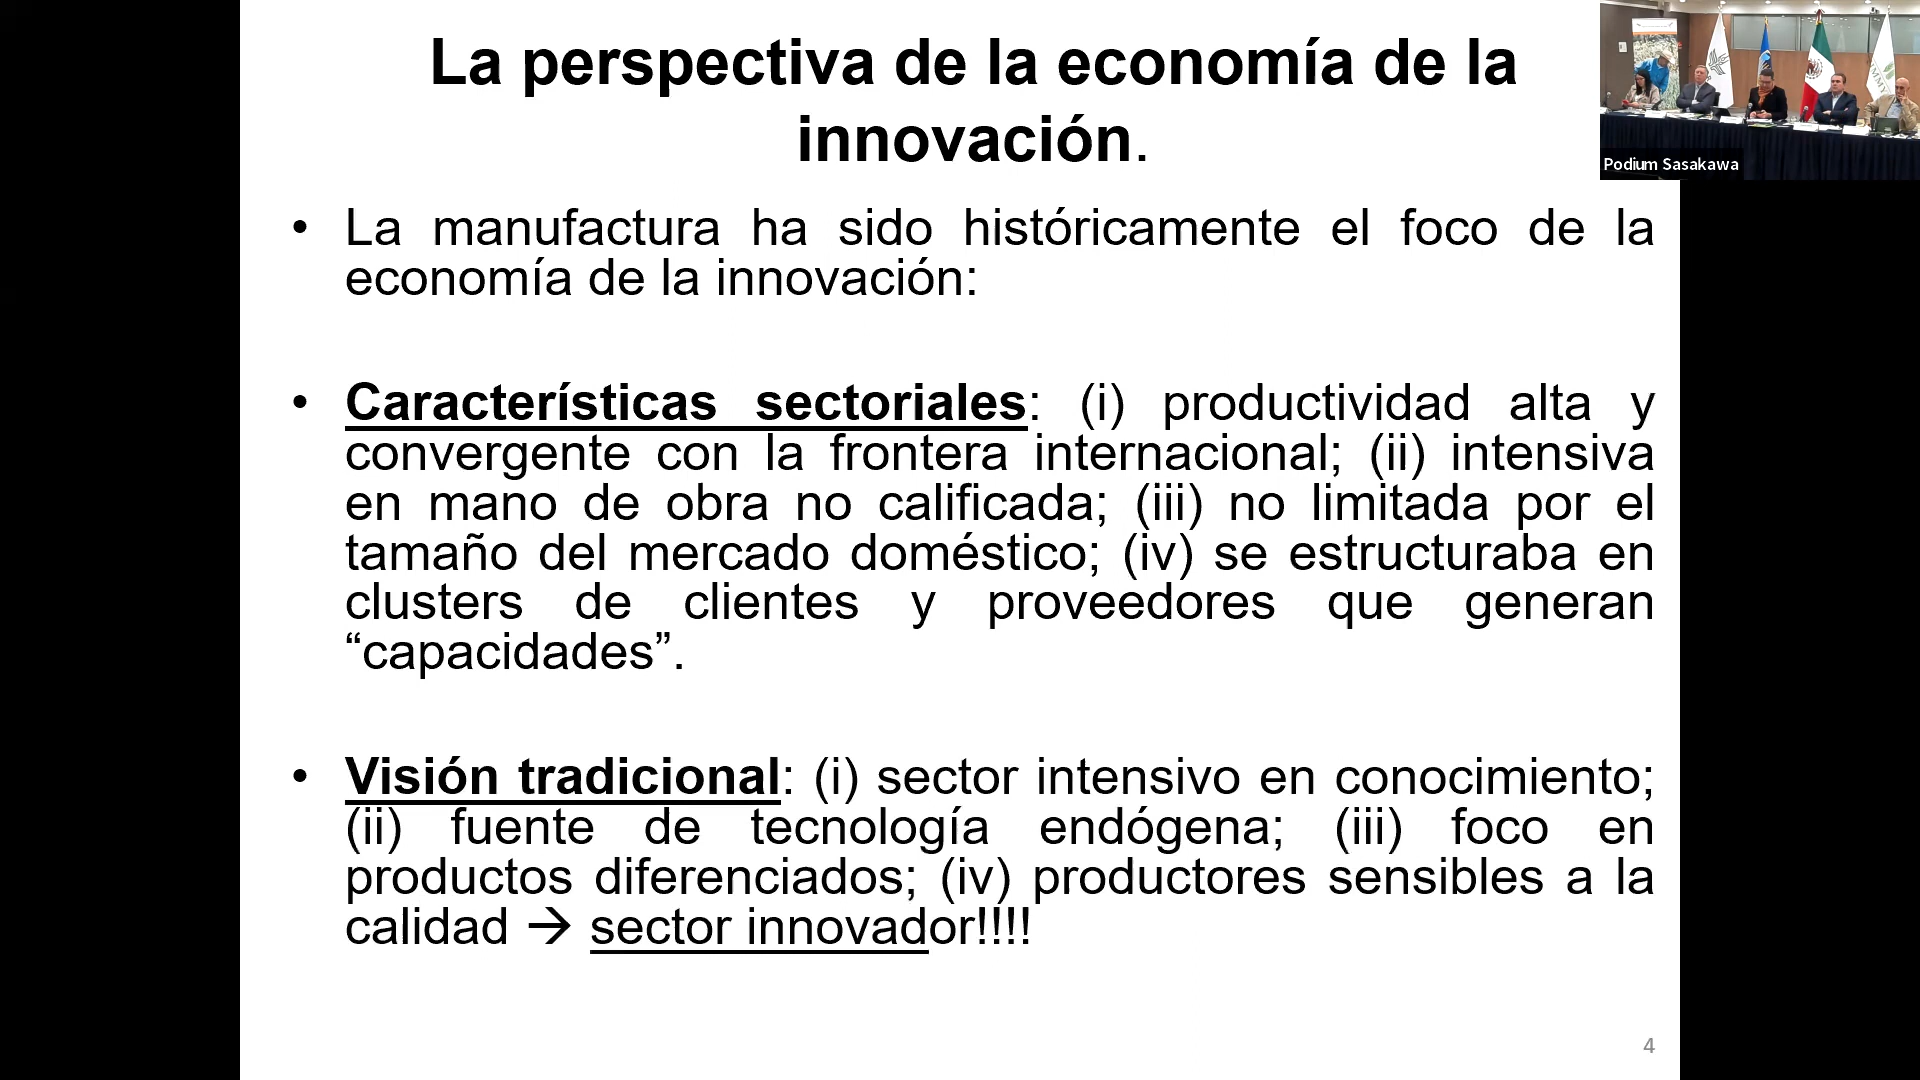 La perspectiva de la economía de la
innovación.
Podium Sasakawa
• La manufactura ha sido históricamente el foco de la
economía de la innovación:
• Características sectoriales: (i) productividad alta y
convergente con la frontera internacional; (ii) intensiva
en mano de obra no calificada; (iii) no limitada por el
tamaño del mercado doméstico; (iv) se estructuraba en
clusters de clientes y proveedores que generan
“capacidades”.
• Visión tradicional: (i) sector intensivo en conocimiento;
(ii) fuente de tecnología endógena; (iii) foco en
productos diferenciados; (iv) productores sensibles a la
calidad → sector innovador!!!!
4